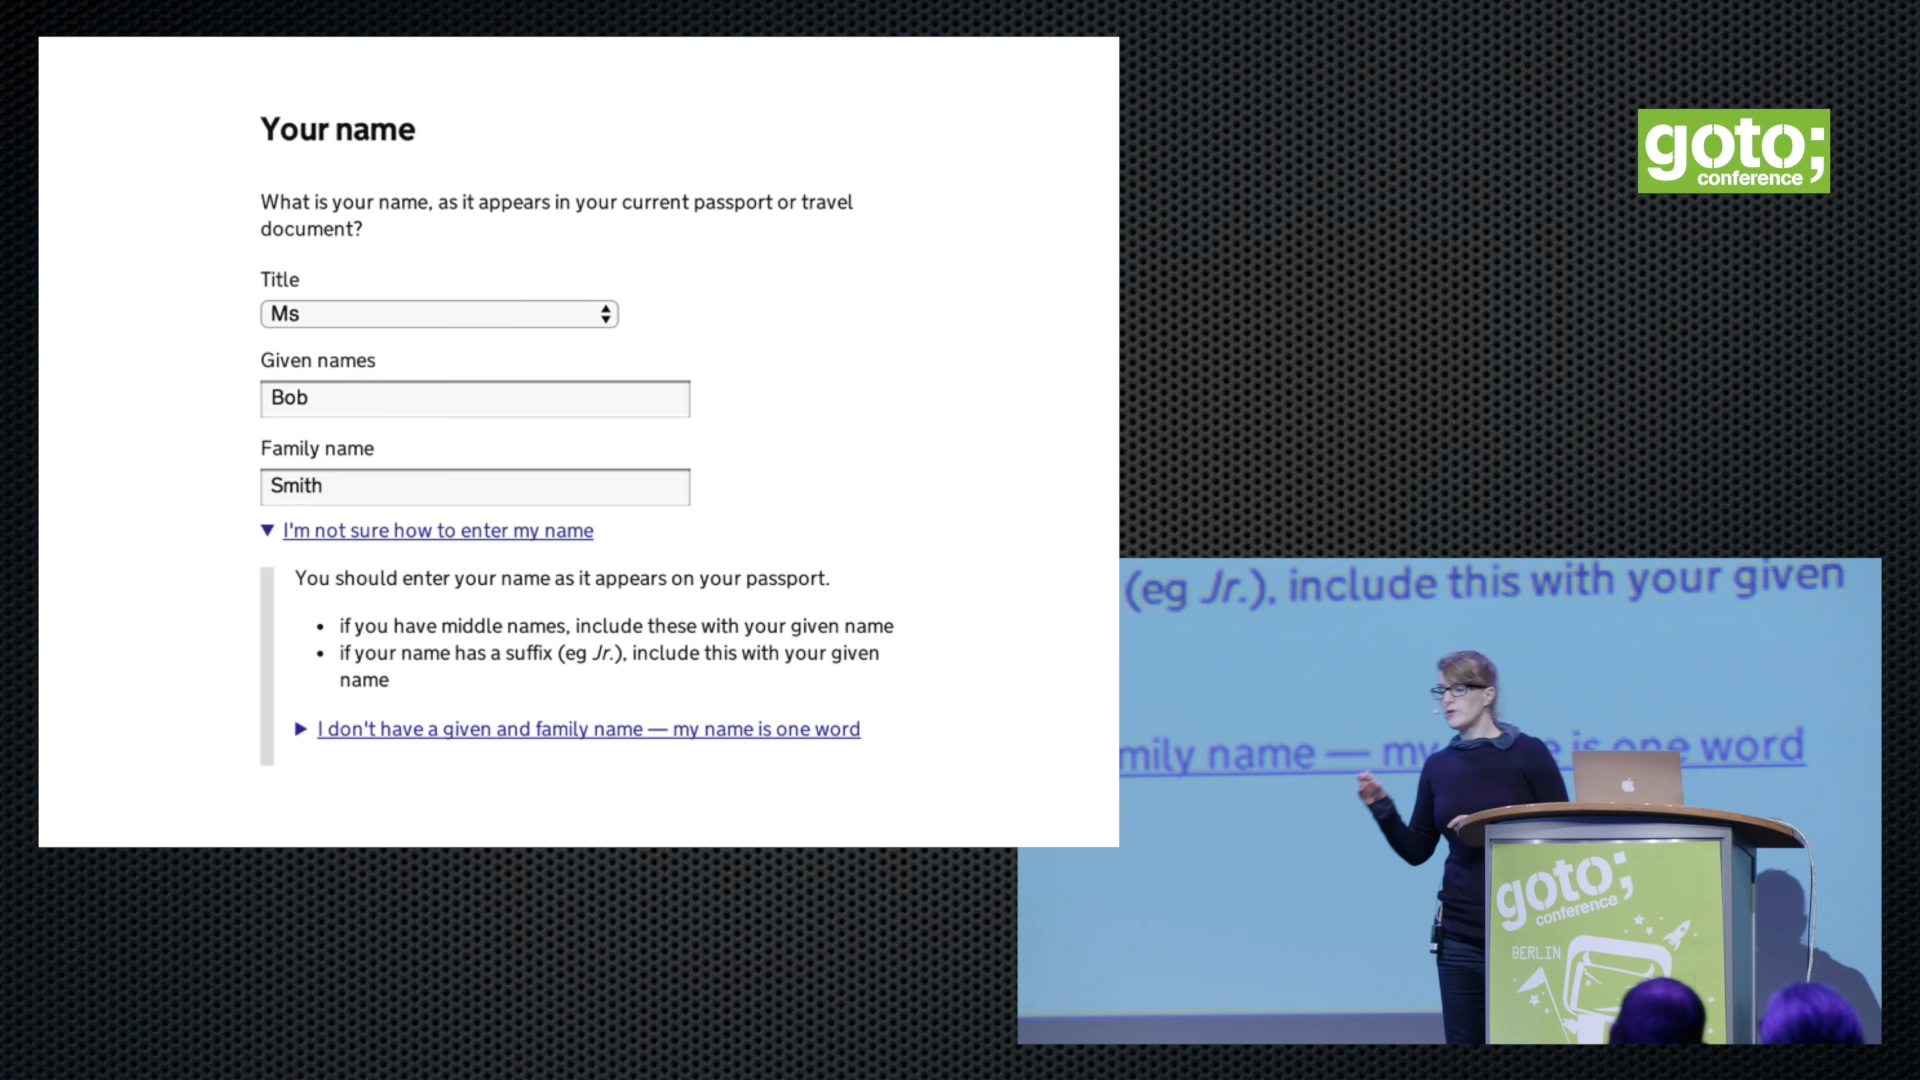 Your name
What is your name, as it appears in your current passport or travel
document?
Title
Ms
Given names
Bob
Family name
Smith
▼ I'm not sure how to enter my name
You should enter your name as it appears on your passport.
• if you have middle names, include these with your given name
• if your name has a suffix (eg Jr.), include this with your given
name
▶ I don't have a given and family name — my name is one word
goto;
conference
(eg Jr.), include this with your given
mily name — my e is one word
goto;
conference
BERLIN